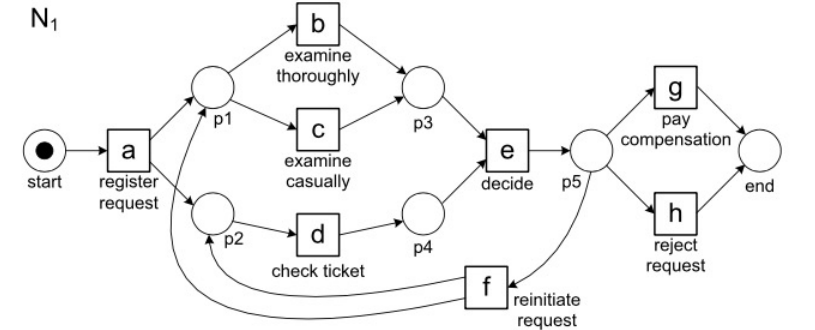 N1
b
examine
thoroughly
p1
p3
c
examine
casually
a
register
request
start
e
decide
p5
g
pay
compensation
end
h
reject
request
p2
d
check ticket
p4
f
reinitiate
request